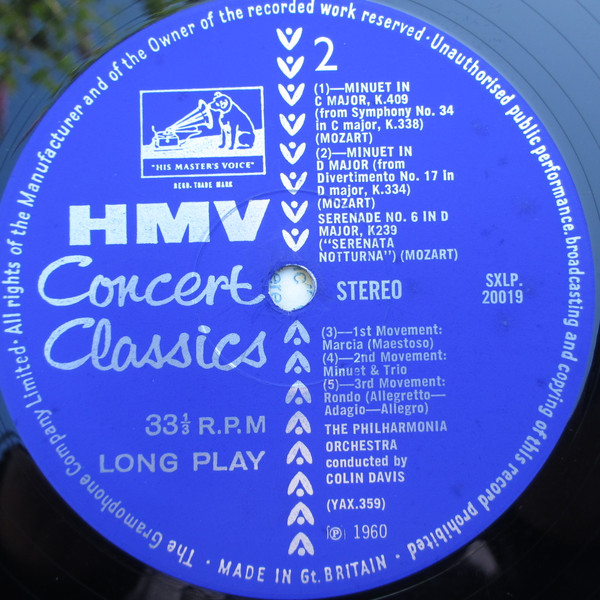 The Gramophone Company Limited · All rights of the Manufacturer and of the Owner of the recorded work reserved · Unauthorised public performance, broadcasting and copying of this record prohibited · MADE IN Gt. BRITAIN ·
"HIS MASTER'S VOICE"
REGD. TRADE MARK
HMV
Concert
Classics
33⅓ R.P.M
LONG PLAY
2
(1)—MINUET IN
C MAJOR, K.409
(from Symphony No. 34
in C major, K.338)
(MOZART)
(2)—MINUET IN
D MAJOR (from
Divertimento No. 17 in
D major, K.334)
(MOZART)
SERENADE NO. 6 IN D
MAJOR, K239
("SERENATA
NOTTURNA") (MOZART)
STEREO
SXLP.
20019
(3)—1st Movement:
Marcia (Maestoso)
(4)—2nd Movement:
Minuet & Trio
(5)—3rd Movement:
Rondo (Allegretto—
Adagio—Allegro)
THE PHILHARMONIA
ORCHESTRA
conducted by
COLIN DAVIS
(YAX.359)
℗ 1960